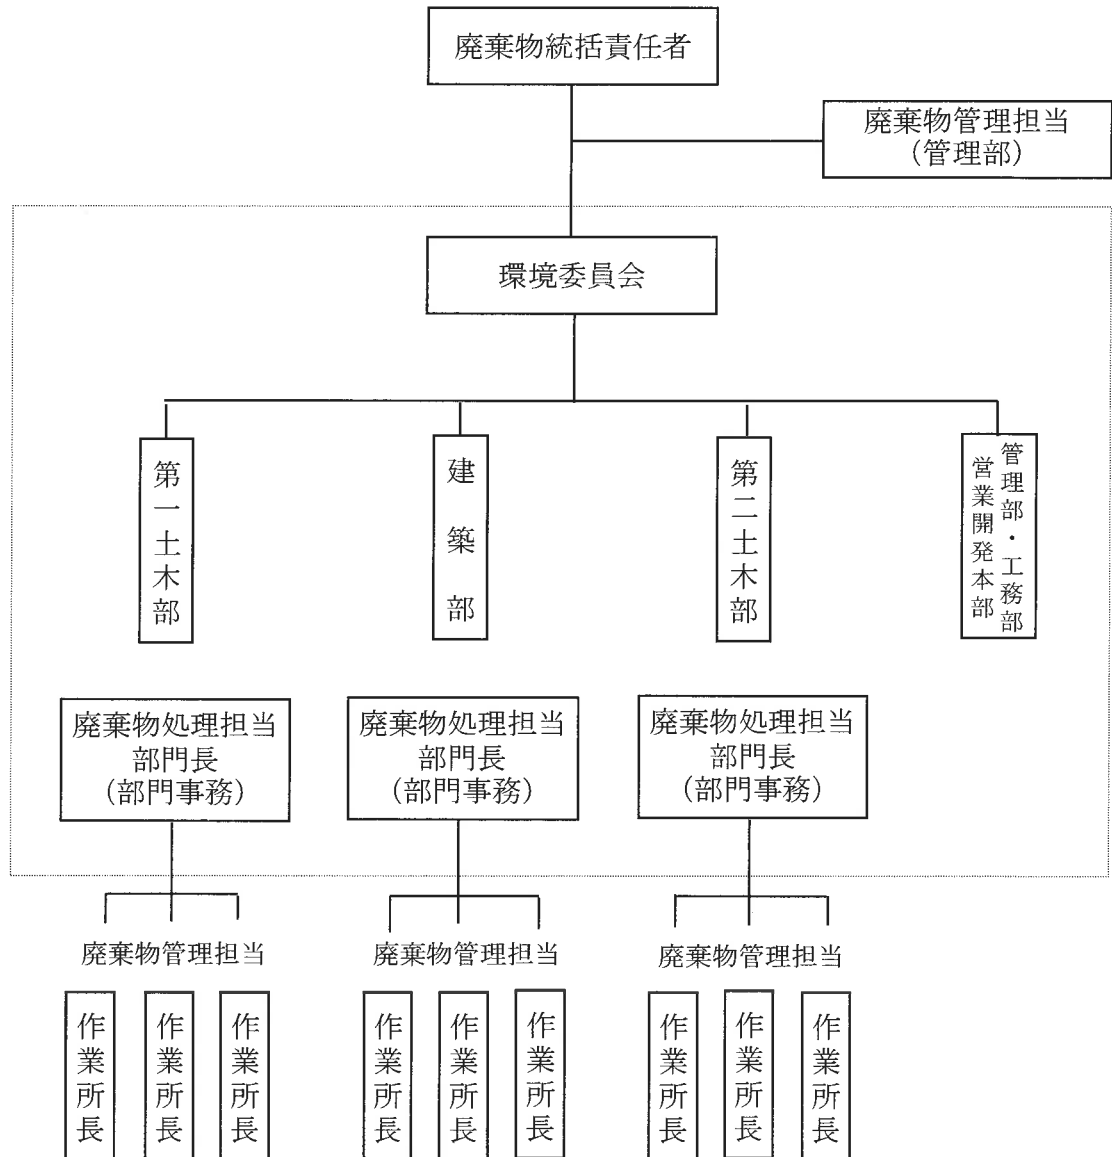 廃棄物統括責任者
廃棄物管理担当
（管理部）
環境委員会
第一土木部
建築部
第二土木部
管理部・工務部
営業開発本部
廃棄物処理担当
部門長
（部門事務）
廃棄物処理担当
部門長
（部門事務）
廃棄物処理担当
部門長
（部門事務）
廃棄物管理担当
廃棄物管理担当
廃棄物管理担当
作業所長
作業所長
作業所長
作業所長
作業所長
作業所長
作業所長
作業所長
作業所長